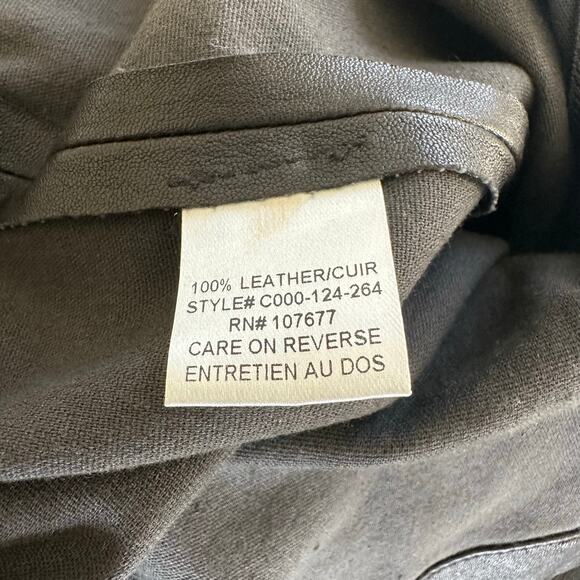 100% LEATHER/CUIR
STYLE# C000-124-264
RN# 107677
CARE ON REVERSE
ENTRETIEN AU DOS